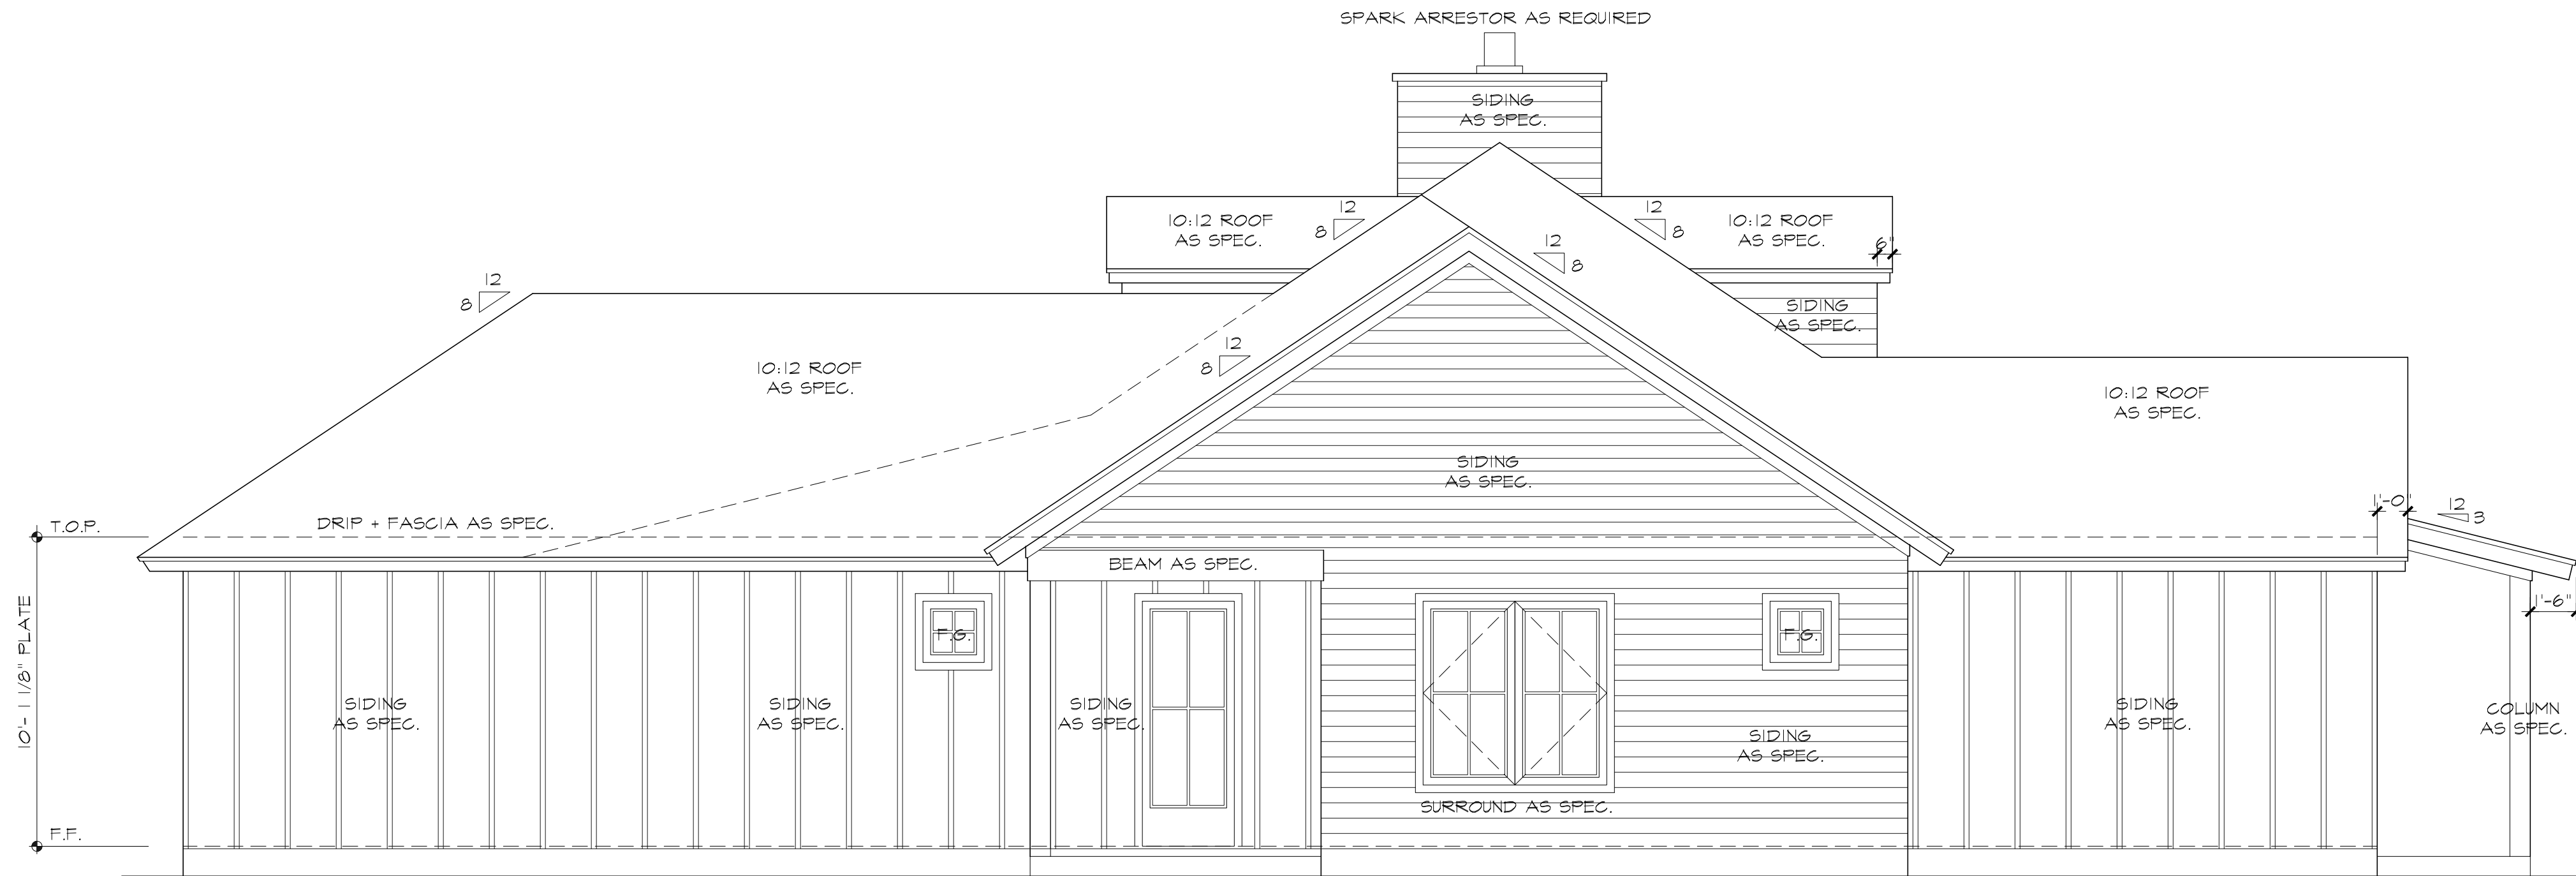 SPARK ARRESTOR AS REQUIRED
SIDING
AS SPEC.
10:12 ROOF
AS SPEC.
12
8
12
8
10:12 ROOF
AS SPEC.
6"
12
8
12
8
SIDING
AS SPEC.
12
8
10:12 ROOF
AS SPEC.
10:12 ROOF
AS SPEC.
SIDING
AS SPEC.
1'-0"
12
3
T.O.P.
DRIP + FASCIA AS SPEC.
BEAM AS SPEC.
10'- 1 1/8" PLATE
F.G.
F.G.
1'-6"
SIDING
AS SPEC.
SIDING
AS SPEC.
SIDING
AS SPEC.
SIDING
AS SPEC.
SIDING
AS SPEC.
COLUMN
AS SPEC.
SURROUND AS SPEC.
F.F.